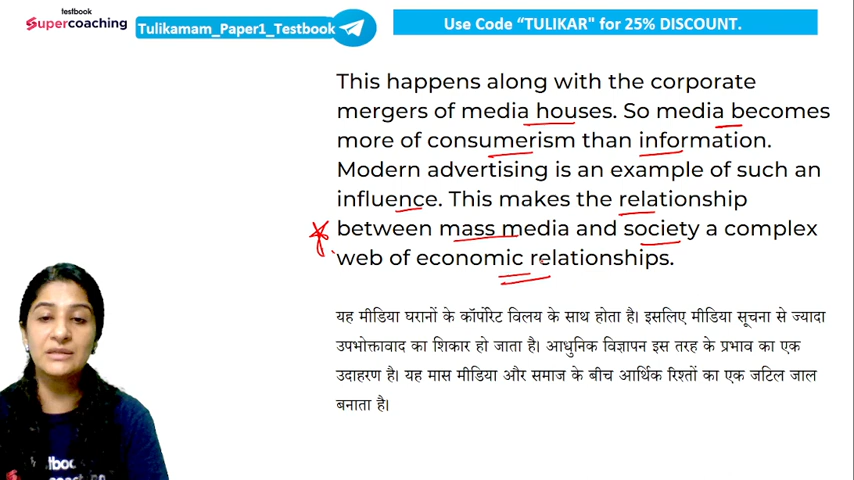 testbook
Supercoaching
Tulikamam_Paper1_Testbook
Use Code “TULIKAR" for 25% DISCOUNT.
This happens along with the corporate
mergers of media houses. So media becomes
more of consumerism than information.
Modern advertising is an example of such an
influence. This makes the relationship
between mass media and society a complex
web of economic relationships.
यह मीडिया घरानों के कॉर्पोरेट विलय के साथ होता है। इसलिए मीडिया सूचना से ज्यादा
उपभोक्तावाद का शिकार हो जाता है। आधुनिक विज्ञापन इस तरह के प्रभाव का एक
उदाहरण है। यह मास मीडिया और समाज के बीच आर्थिक रिश्तों का एक जटिल जाल
बनाता है।